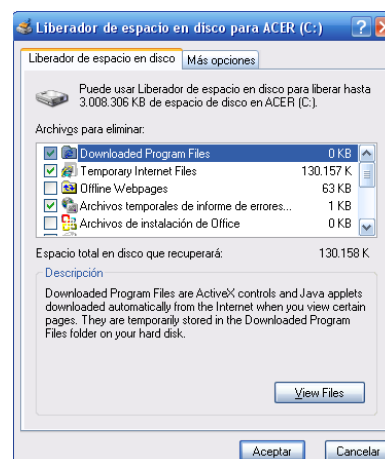 Liberador de espacio en disco para ACER (C:)
Liberador de espacio en disco
Más opciones
Puede usar Liberador de espacio en disco para liberar hasta
3.008.306 KB de espacio de disco en ACER (C:).
Archivos para eliminar:
Downloaded Program Files 0 KB
Temporary Internet Files 130.157 K
Offline Webpages 63 KB
Archivos temporales de informe de errores... 1 KB
Archivos de instalación de Office 0 KB
Espacio total en disco que recuperará: 130.158 K
Descripción
Downloaded Program Files are ActiveX controls and Java applets
downloaded automatically from the Internet when you view certain
pages. They are temporarily stored in the Downloaded Program
Files folder on your hard disk.
View Files
Aceptar
Cancelar